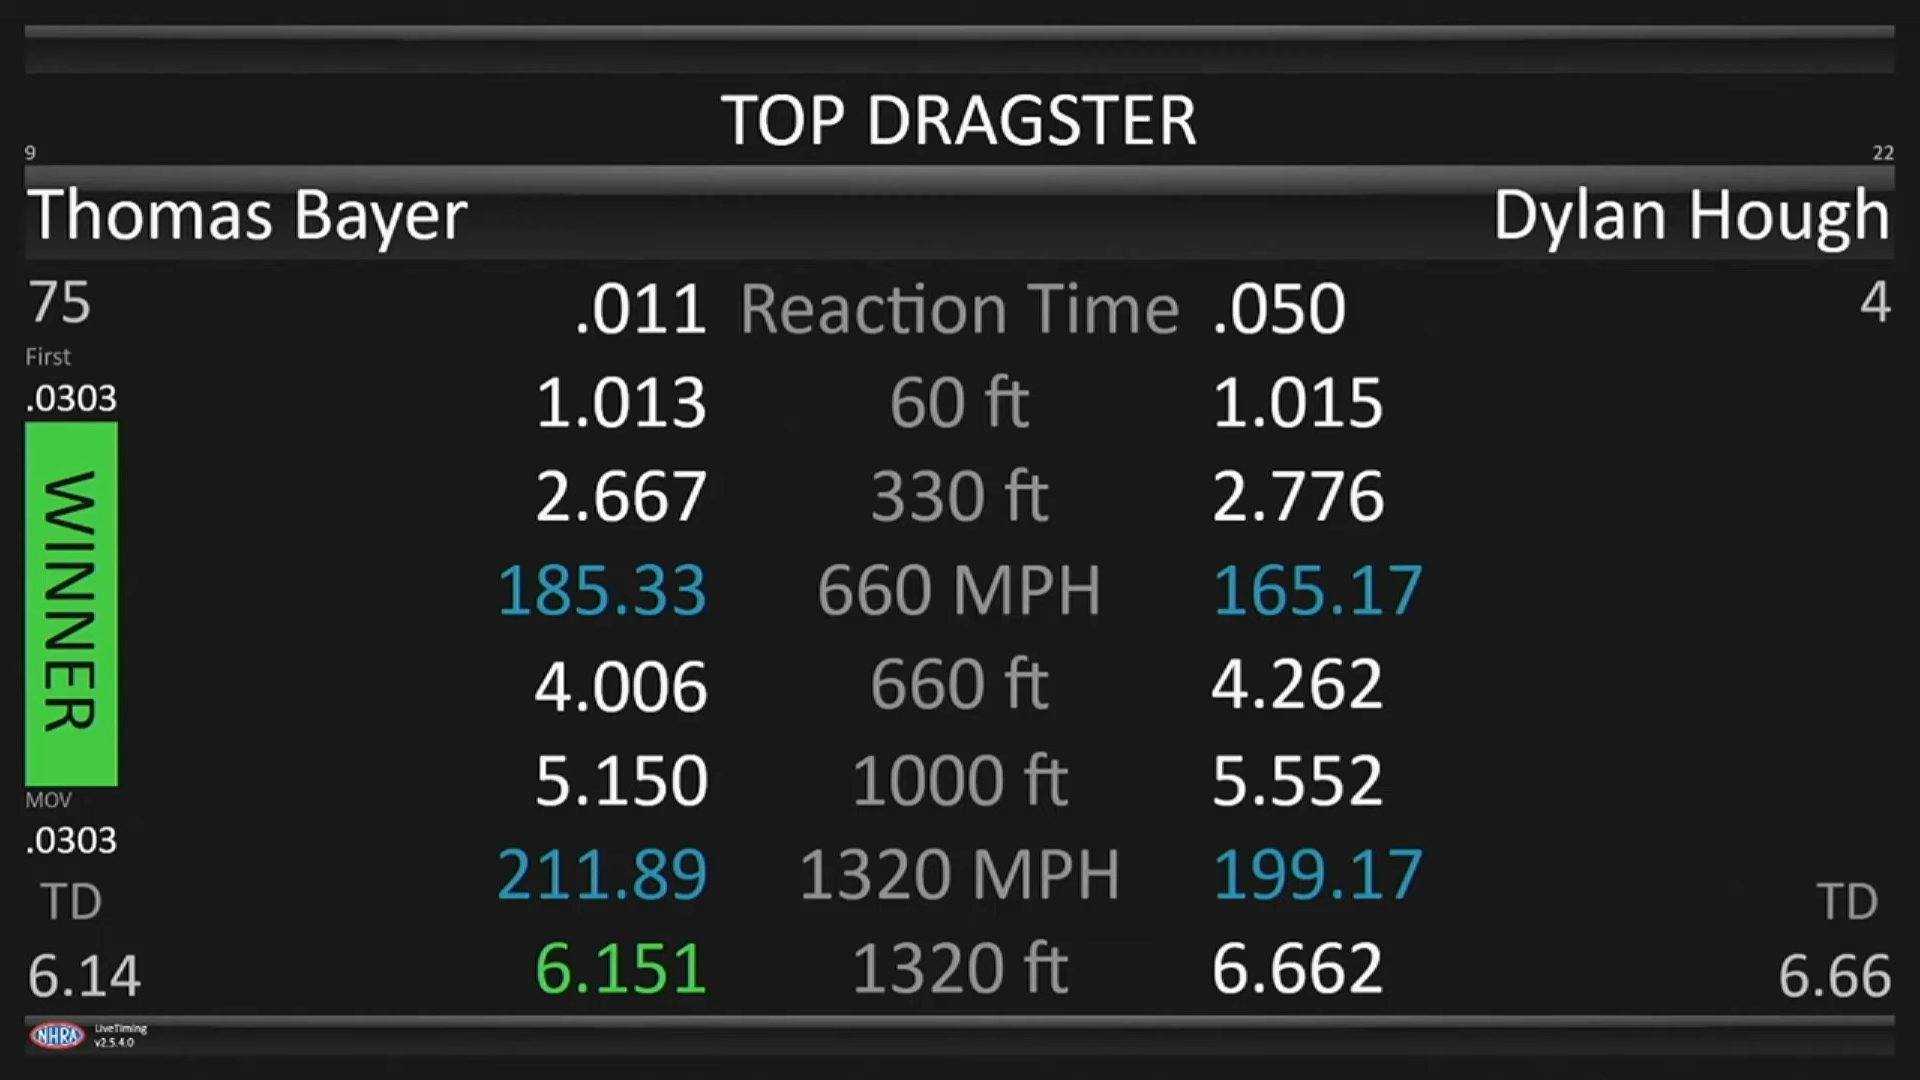 TOP DRAGSTER
9 22
Thomas Bayer Dylan Hough
75 .011 Reaction Time .050 4
First
.0303 1.013 60 ft 1.015
2.667 330 ft 2.776
WINNER
185.33 660 MPH 165.17
4.006 660 ft 4.262
5.150 1000 ft 5.552
MOV
.0303
211.89 1320 MPH 199.17
TD TD
6.14 6.151 1320 ft 6.662 6.66
NHRA LiveTiming
v2.5.4.0